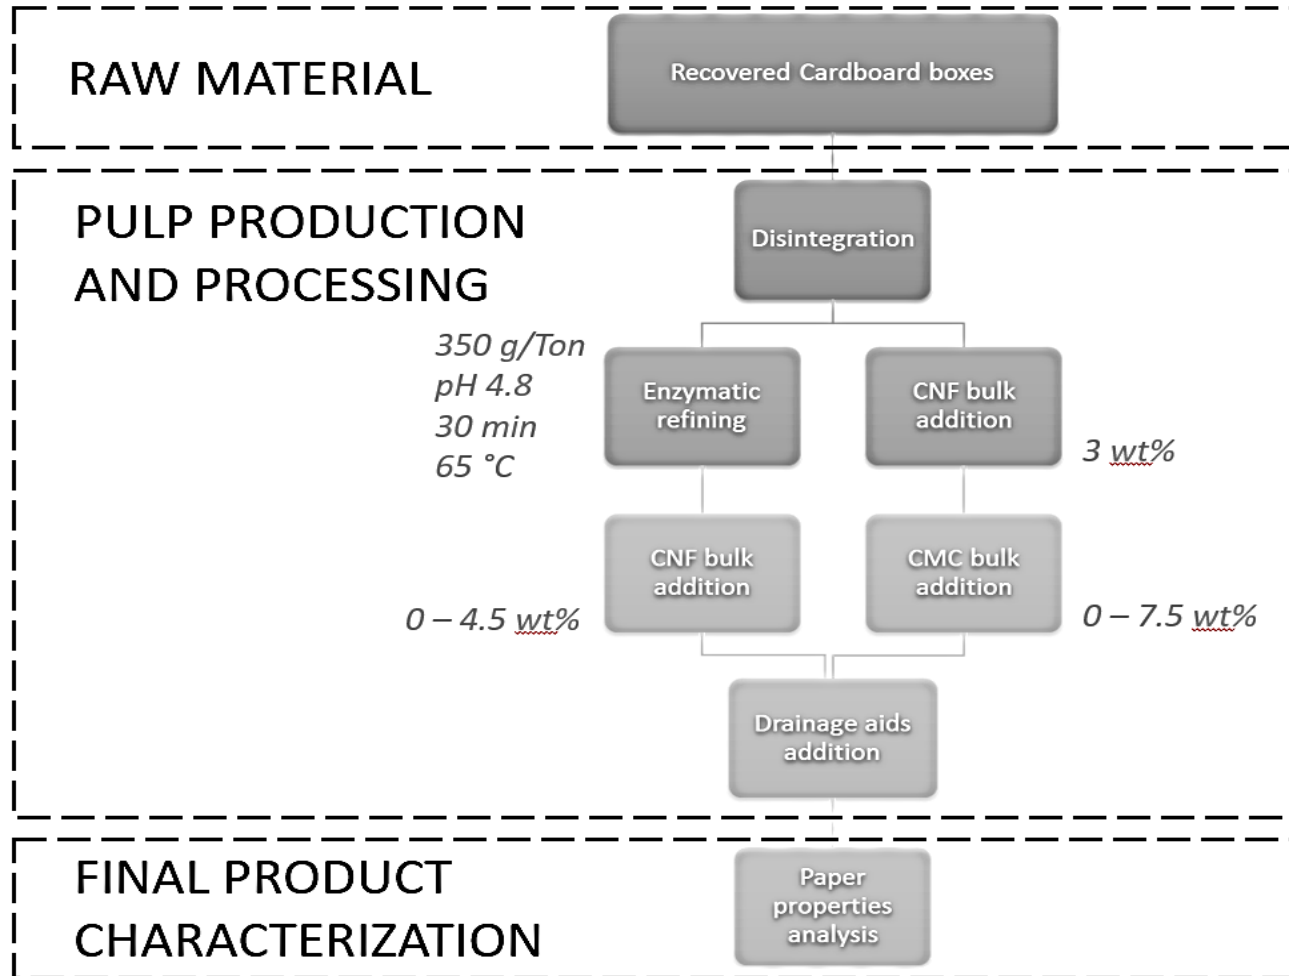 RAW MATERIAL
Recovered Cardboard boxes
PULP PRODUCTION
AND PROCESSING
Disintegration
350 g/Ton
pH 4.8
30 min
65 °C
Enzymatic
refining
CNF bulk
addition
3 wt%
CNF bulk
addition
0 – 4.5 wt%
CMC bulk
addition
0 – 7.5 wt%
Drainage aids
addition
FINAL PRODUCT
CHARACTERIZATION
Paper
properties
analysis